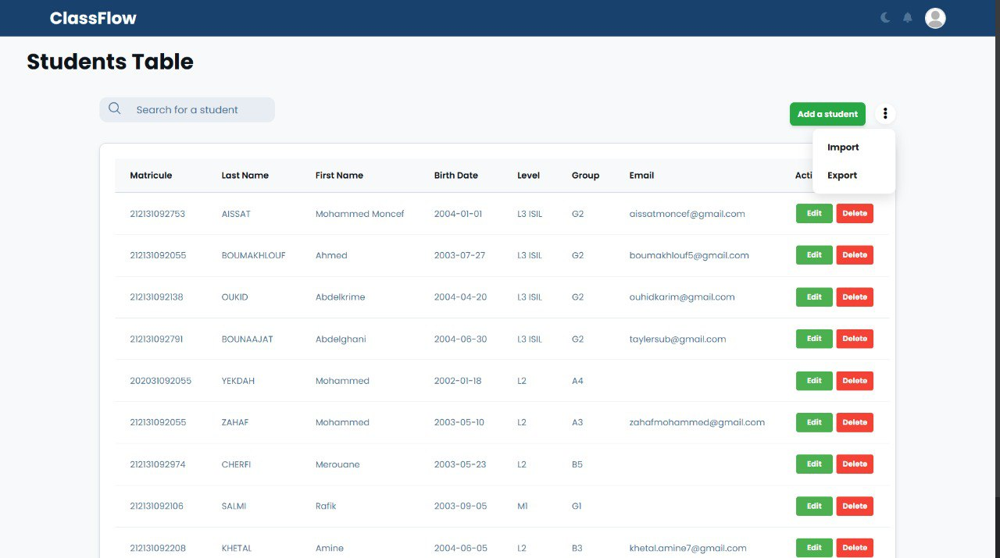 ClassFlow
Students Table
Search for a student
Add a student
Import
Export
Matricule Last Name First Name Birth Date Level Group Email Acti
212131092753 AISSAT Mohammed Moncef 2004-01-01 L3 ISIL G2 aissatmoncef@gmail.com Edit Delete
212131092055 BOUMAKHLOUF Ahmed 2003-07-27 L3 ISIL G2 boumakhlouf5@gmail.com Edit Delete
212131092138 OUKID Abdelkrime 2004-04-20 L3 ISIL G2 ouhidkarim@gmail.com Edit Delete
212131092791 BOUNAAJAT Abdelghani 2004-06-30 L3 ISIL G2 taylersub@gmail.com Edit Delete
202031092055 YEKDAH Mohammed 2002-01-18 L2 A4 Edit Delete
212131092055 ZAHAF Mohammed 2003-05-10 L2 A3 zahafmohammed@gmail.com Edit Delete
212131092974 CHERFI Merouane 2003-05-23 L2 B5 Edit Delete
212131092106 SALMI Rafik 2003-09-05 M1 G1 Edit Delete
212131092208 KHETAL Amine 2004-06-05 L2 B3 khetal.amine7@gmail.com Edit Delete